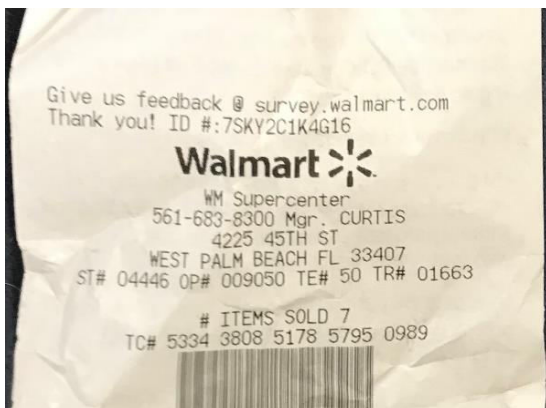 Give us feedback @ survey.walmart.com
Thank you! ID #:7SKY2C1K4G16
Walmart
WM Supercenter
561-683-8300 Mgr. CURTIS
4225 45TH ST
WEST PALM BEACH FL 33407
ST# 04446 OP# 009050 TE# 50 TR# 01663
# ITEMS SOLD 7
TC# 5334 3808 5178 5795 0989